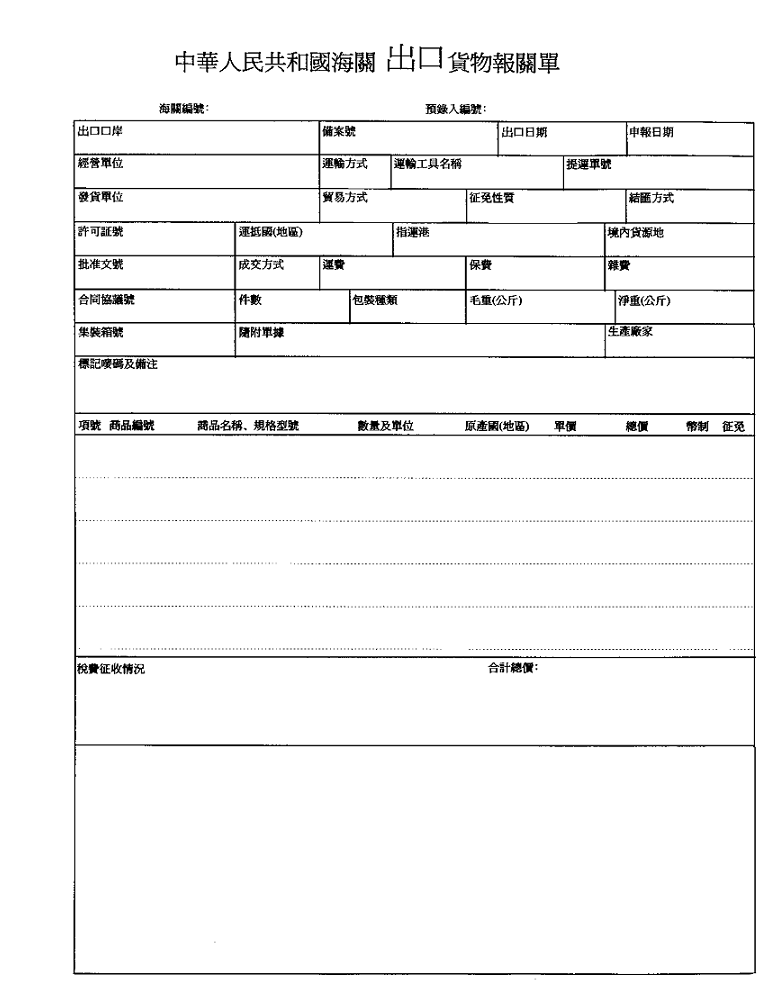 中華人民共和國海關 出口 貨物報關單
海關編號: 預錄入編號:
出口口岸 備案號 出口日期 申報日期
經營單位 運輸方式 運輸工具名稱 提運單號
發貨單位 貿易方式 征免性質 結匯方式
許可証號 運抵國(地區) 指運港 境內貨源地
批准文號 成交方式 運費 保費 雜費
合同協議號 件數 包裝種類 毛重(公斤) 淨重(公斤)
集裝箱號 隨附單據 生產廠家
標記嘜碼及備注
項號 商品編號 商品名稱、規格型號 數量及單位 原產國(地區) 單價 總價 幣制 征免
稅費征收情況 合計總價: